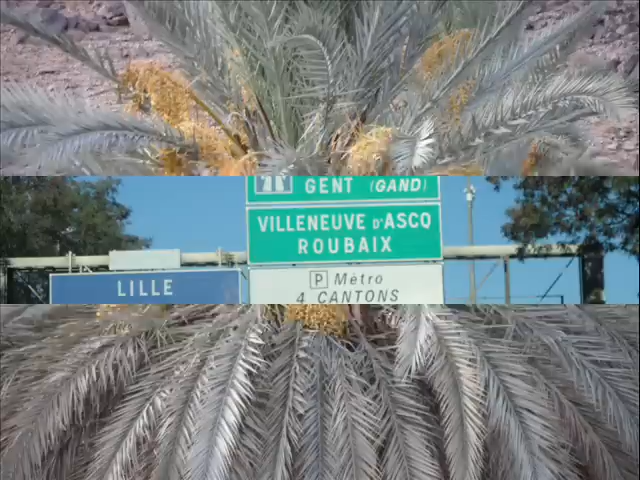 GENT (GAND)
VILLENEUVE D'ASCQ
ROUBAIX
LILLE
P Métro
4 CANTONS